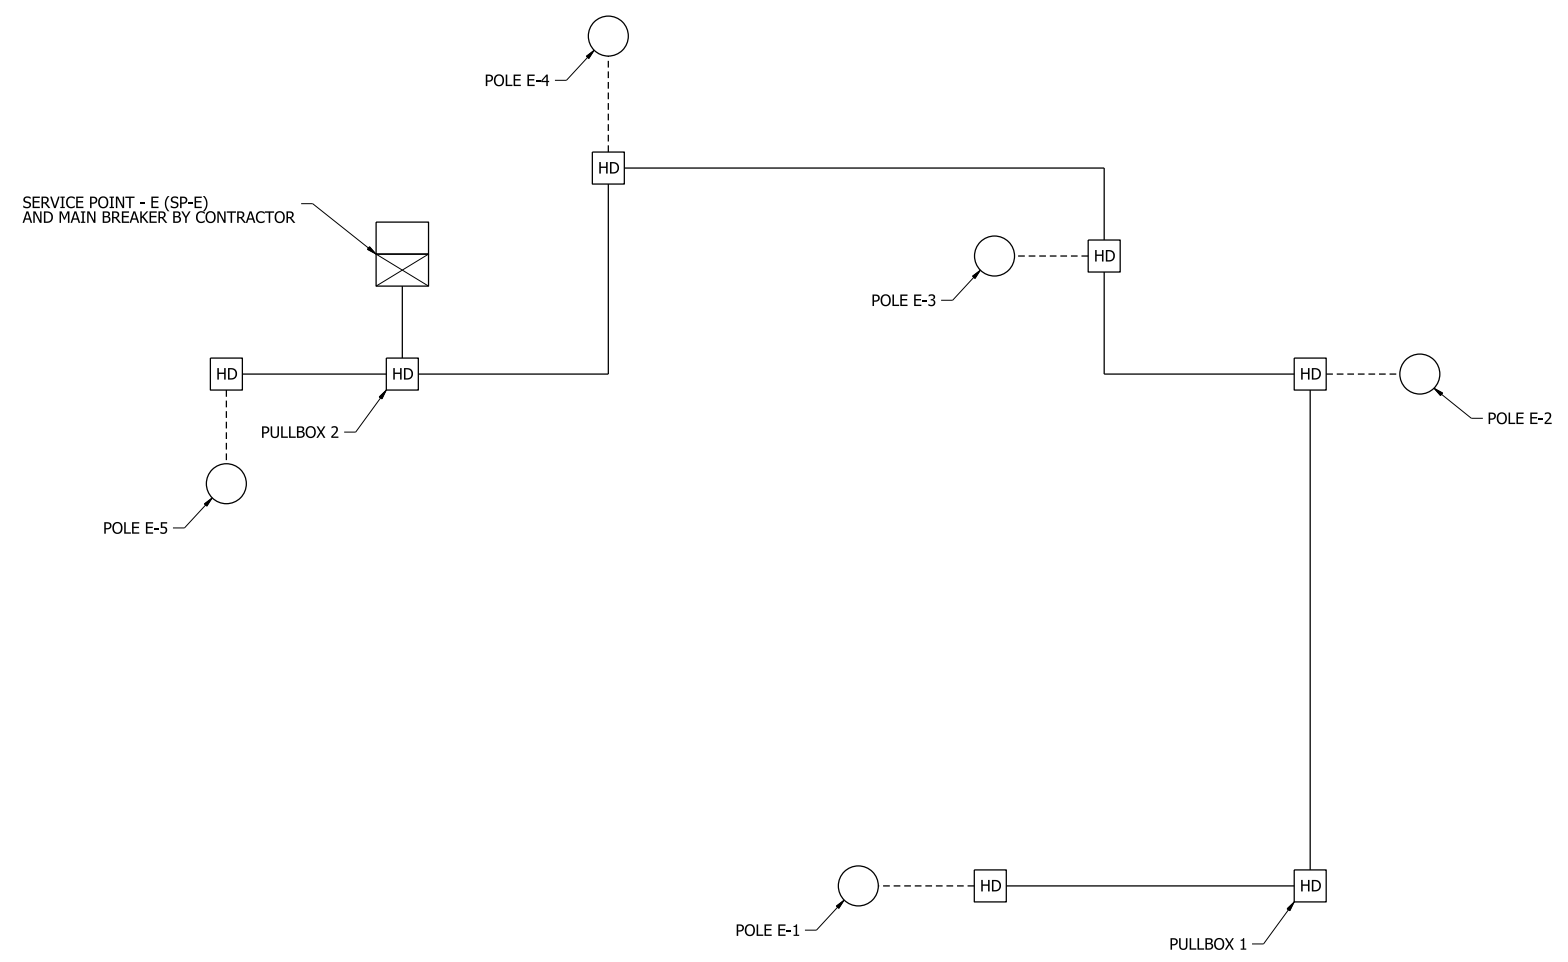 POLE E-4
HD
SERVICE POINT - E (SP-E)
AND MAIN BREAKER BY CONTRACTOR
HD
POLE E-3
HD
HD
HD
POLE E-2
PULLBOX 2
POLE E-5
HD
HD
POLE E-1
PULLBOX 1